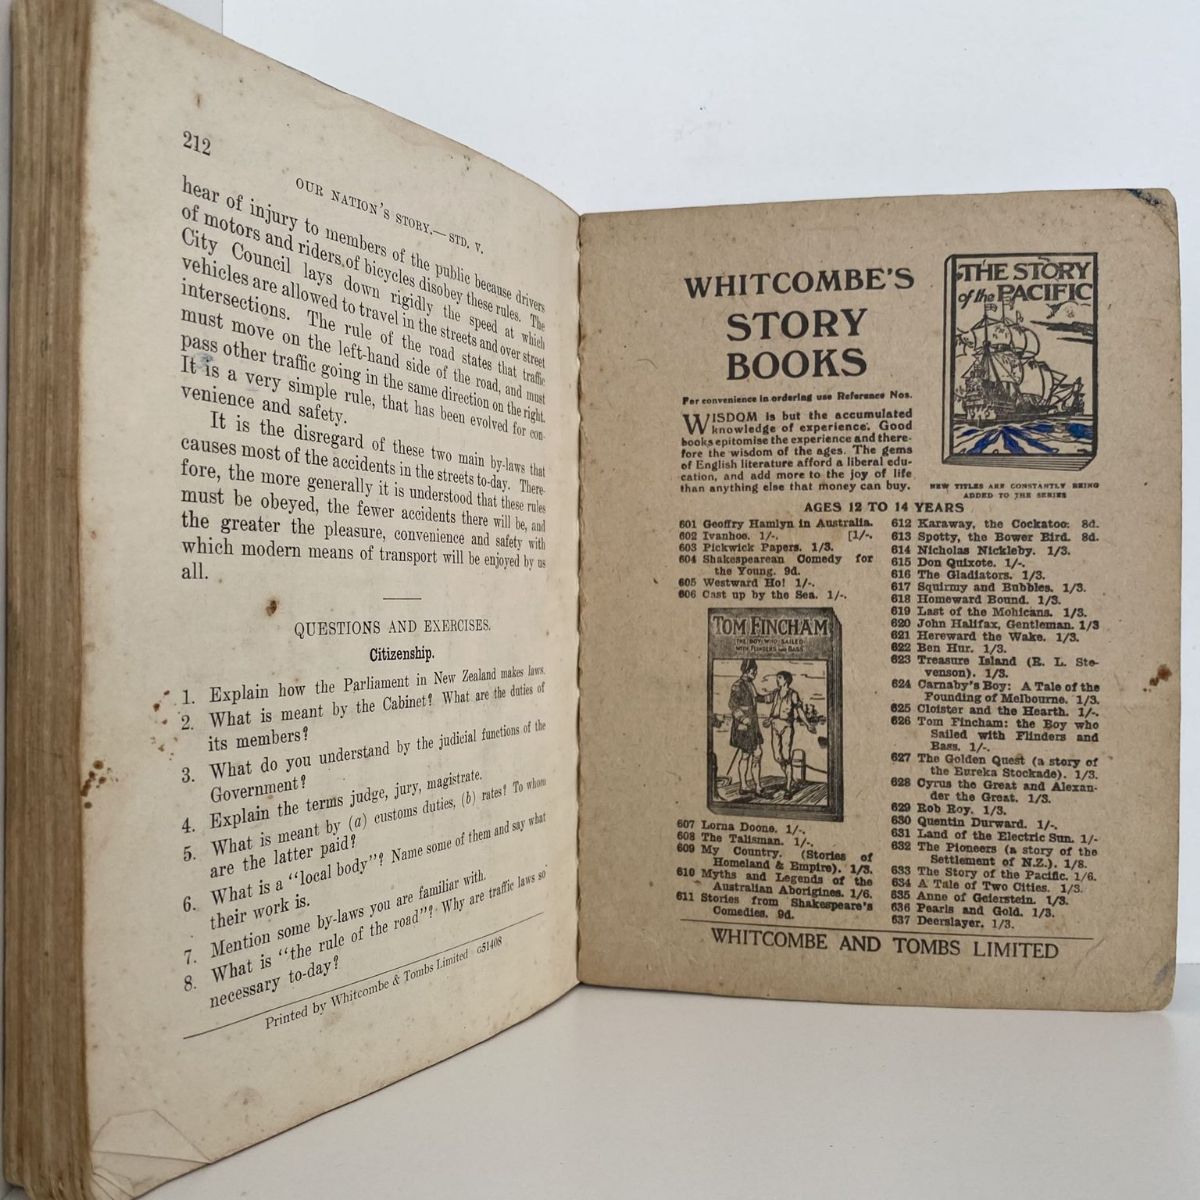 212
OUR NATION'S STORY.—STD. V.
hear of injury to members of the public because drivers
of motors and riders of bicycles disobey these rules. The
City Council lays down rigidly the speed at which
vehicles are allowed to travel in the streets and over street
intersections. The rule of the road states that traffic
must move on the left-hand side of the road, and must
pass other traffic going in the same direction on the right.
It is a very simple rule, that has been evolved for con-
venience and safety.
It is the disregard of these two main by-laws that
causes most of the accidents in the streets to-day. There-
fore, the more generally it is understood that these rules
must be obeyed, the fewer accidents there will be, and
the greater the pleasure, convenience and safety with
which modern means of transport will be enjoyed by us
all.
QUESTIONS AND EXERCISES.
Citizenship.
1. Explain how the Parliament in New Zealand makes laws.
2. What is meant by the Cabinet? What are the duties of
its members?
3. What do you understand by the judicial functions of the
Government?
4. Explain the terms judge, jury, magistrate.
5. What is meant by (a) customs duties, (b) rates? To whom
are the latter paid?
6. What is a "local body"? Name some of them and say what
their work is.
7. Mention some by-laws you are familiar with.
8. What is "the rule of the road"? Why are traffic laws so
necessary to-day?
Printed by Whitcombe & Tombs Limited G51408
WHITCOMBE'S
STORY
BOOKS
For convenience in ordering use Reference Nos.
WISDOM is but the accumulated
knowledge of experience. Good
books epitomise the experience and there-
fore the wisdom of the ages. The gems
of English literature afford a liberal edu-
cation, and add more to the joy of life
than anything else that money can buy.
THE STORY
of the PACIFIC
NEW TITLES ARE CONSTANTLY BEING
ADDED TO THE SERIES
AGES 12 TO 14 YEARS
601 Geoffry Hamlyn in Australia.
602 Ivanhoe. 1/-. [1/-.
603 Pickwick Papers. 1/3.
604 Shakespearean Comedy for
the Young. 9d.
605 Westward Ho! 1/-.
606 Cast up by the Sea. 1/-.
TOM FINCHAM
THE BOY WHO SAILED
WITH FLINDERS AND BASS
607 Lorna Doone. 1/-.
608 The Talisman. 1/-.
609 My Country. (Stories of
Homeland & Empire). 1/3.
610 Myths and Legends of the
Australian Aborigines. 1/6.
611 Stories from Shakespeare's
Comedies. 9d.
612 Karaway, the Cockatoo. 8d.
613 Spotty, the Bower Bird. 8d.
614 Nicholas Nickleby. 1/3.
615 Don Quixote. 1/-.
616 The Gladiators. 1/3.
617 Squirmy and Bubbles. 1/3.
618 Homeward Bound. 1/3.
619 Last of the Mohicans. 1/3.
620 John Halifax, Gentleman. 1/3
621 Hereward the Wake. 1/3.
622 Ben Hur. 1/3.
623 Treasure Island (R. L. Ste-
venson). 1/3.
624 Carnaby's Boy: A Tale of the
Founding of Melbourne. 1/3.
625 Cloister and the Hearth. 1/-.
626 Tom Fincham: the Boy who
Sailed with Flinders and
Bass. 1/-.
627 The Golden Quest (a story of
the Eureka Stockade). 1/3.
628 Cyrus the Great and Alexan-
der the Great. 1/3.
629 Rob Roy. 1/3.
630 Quentin Durward. 1/-.
631 Land of the Electric Sun. 1/-
632 The Pioneers (a story of the
Settlement of N.Z.). 1/8.
633 The Story of the Pacific. 1/6.
634 A Tale of Two Cities. 1/3.
635 Anne of Geierstein. 1/3.
636 Pearls and Gold. 1/3.
637 Deerslayer. 1/3.
WHITCOMBE AND TOMBS LIMITED